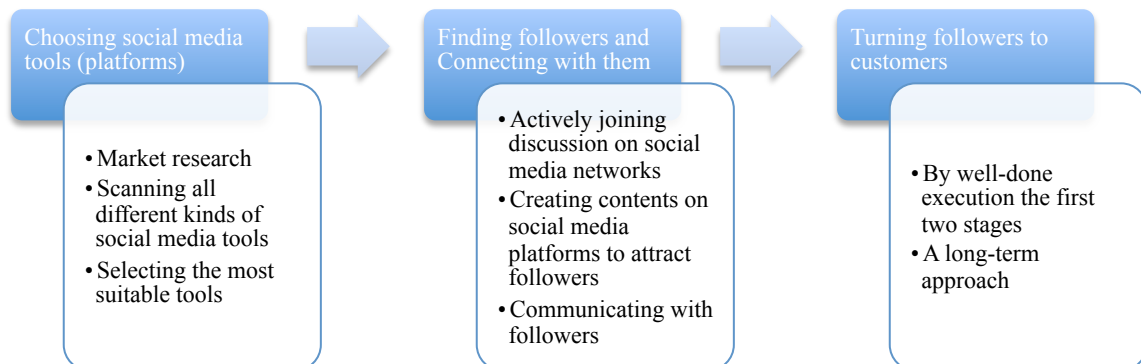 Choosing social media
tools (platforms)
• Market research
• Scanning all
different kinds of
social media tools
• Selecting the most
suitable tools
Finding followers and
Connecting with them
• Actively joining
discussion on social
media networks
• Creating contents on
social media
platforms to attract
followers
• Communicating with
followers
Turning followers to
customers
• By well-done
execution the first
two stages
• A long-term
approach